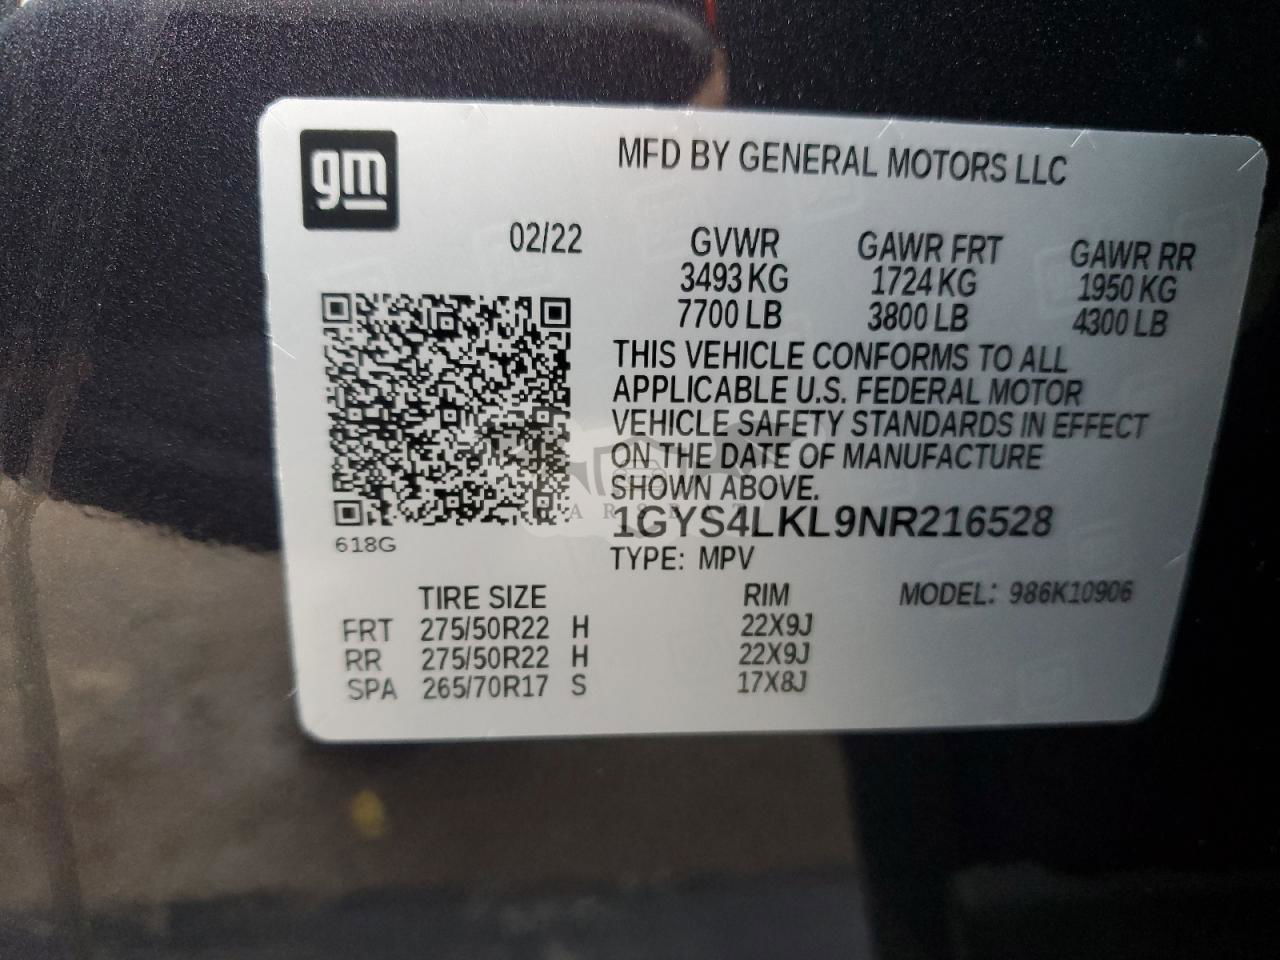 gm
MFD BY GENERAL MOTORS LLC
02/22
GVWR GAWR FRT GAWR RR
3493 KG 1724 KG 1950 KG
7700 LB 3800 LB 4300 LB
THIS VEHICLE CONFORMS TO ALL
APPLICABLE U.S. FEDERAL MOTOR
VEHICLE SAFETY STANDARDS IN EFFECT
ON THE DATE OF MANUFACTURE
SHOWN ABOVE.
1GYS4LKL9NR216528
618G
TYPE: MPV
TIRE SIZE RIM MODEL: 986K10906
FRT 275/50R22 H 22X9J
RR 275/50R22 H 22X9J
SPA 265/70R17 S 17X8J